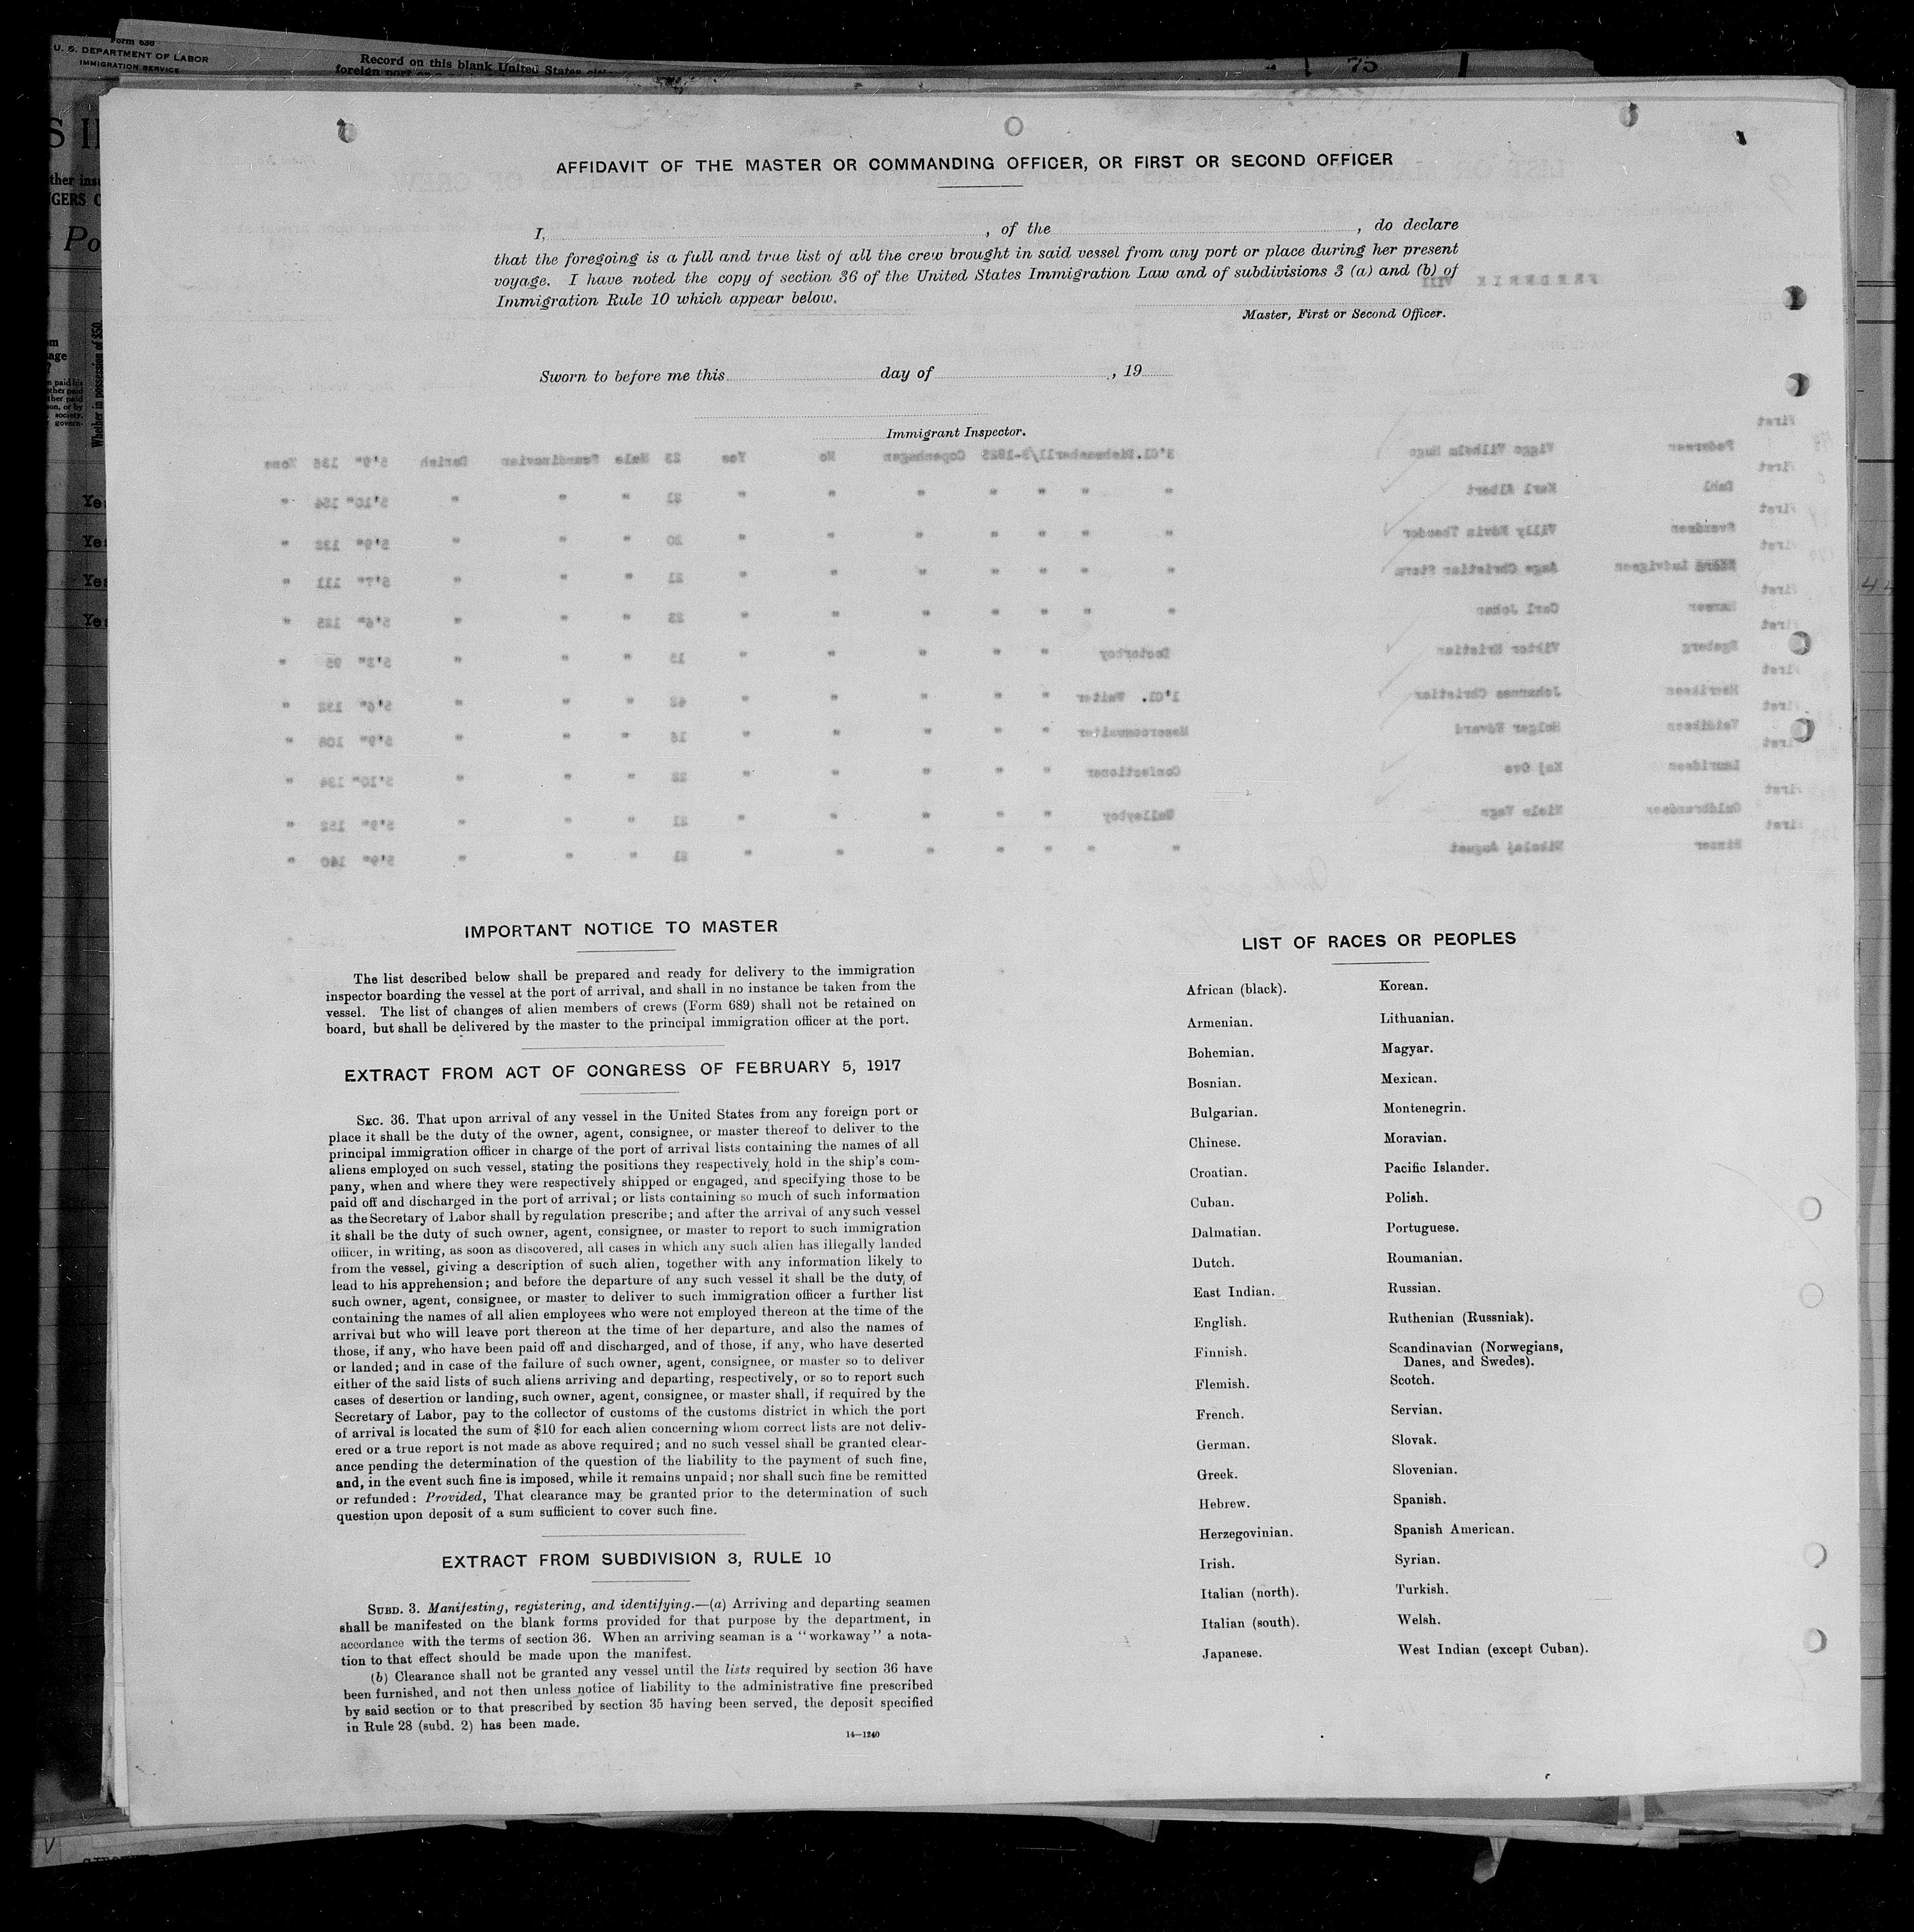 Form 630
U. S. DEPARTMENT OF LABOR
IMMIGRATION SERVICE
Record on this blank United States
foreign port
75
AFFIDAVIT OF THE MASTER OR COMMANDING OFFICER, OR FIRST OR SECOND OFFICER
I, , of the , do declare
that the foregoing is a full and true list of all the crew brought in said vessel from any port or place during her present
voyage. I have noted the copy of section 36 of the United States Immigration Law and of subdivisions 3 (a) and (b) of
Immigration Rule 10 which appear below.
FREDERIK VIII
Master, First or Second Officer.
Sworn to before me this day of , 19
Immigrant Inspector.
IMPORTANT NOTICE TO MASTER
The list described below shall be prepared and ready for delivery to the immigration
inspector boarding the vessel at the port of arrival, and shall in no instance be taken from the
vessel. The list of changes of alien members of crews (Form 689) shall not be retained on
board, but shall be delivered by the master to the principal immigration officer at the port.
EXTRACT FROM ACT OF CONGRESS OF FEBRUARY 5, 1917
SEC. 36. That upon arrival of any vessel in the United States from any foreign port or
place it shall be the duty of the owner, agent, consignee, or master thereof to deliver to the
principal immigration officer in charge of the port of arrival lists containing the names of all
aliens employed on such vessel, stating the positions they respectively hold in the ship's com-
pany, when and where they were respectively shipped or engaged, and specifying those to be
paid off and discharged in the port of arrival; or lists containing so much of such information
as the Secretary of Labor shall by regulation prescribe; and after the arrival of any such vessel
it shall be the duty of such owner, agent, consignee, or master to report to such immigration
officer, in writing, as soon as discovered, all cases in which any such alien has illegally landed
from the vessel, giving a description of such alien, together with any information likely to
lead to his apprehension; and before the departure of any such vessel it shall be the duty of
such owner, agent, consignee, or master to deliver to such immigration officer a further list
containing the names of all alien employees who were not employed thereon at the time of the
arrival but who will leave port thereon at the time of her departure, and also the names of
those, if any, who have been paid off and discharged, and of those, if any, who have deserted
or landed; and in case of the failure of such owner, agent, consignee, or master so to deliver
either of the said lists of such aliens arriving and departing, respectively, or so to report such
cases of desertion or landing, such owner, agent, consignee, or master shall, if required by the
Secretary of Labor, pay to the collector of customs of the customs district in which the port
of arrival is located the sum of $10 for each alien concerning whom correct lists are not deliv-
ered or a true report is not made as above required; and no such vessel shall be granted clear-
ance pending the determination of the question of the liability to the payment of such fine,
and, in the event such fine is imposed, while it remains unpaid; nor shall such fine be remitted
or refunded: Provided, That clearance may be granted prior to the determination of such
question upon deposit of a sum sufficient to cover such fine.
EXTRACT FROM SUBDIVISION 3, RULE 10
SUBD. 3. Manifesting, registering, and identifying.—(a) Arriving and departing seamen
shall be manifested on the blank forms provided for that purpose by the department, in
accordance with the terms of section 36. When an arriving seaman is a "workaway" a nota-
tion to that effect should be made upon the manifest.
(b) Clearance shall not be granted any vessel until the lists required by section 36 have
been furnished, and not then unless notice of liability to the administrative fine prescribed
by said section or to that prescribed by section 35 having been served, the deposit specified
in Rule 28 (subd. 2) has been made.
14—1240
LIST OF RACES OR PEOPLES
African (black).
Armenian.
Bohemian.
Bosnian.
Bulgarian.
Chinese.
Croatian.
Cuban.
Dalmatian.
Dutch.
East Indian.
English.
Finnish.
Flemish.
French.
German.
Greek.
Hebrew.
Herzegovinian.
Irish.
Italian (north).
Italian (south).
Japanese.
Korean.
Lithuanian.
Magyar.
Mexican.
Montenegrin.
Moravian.
Pacific Islander.
Polish.
Portuguese.
Roumanian.
Russian.
Ruthenian (Russniak).
Scandinavian (Norwegians,
Danes, and Swedes).
Scotch.
Servian.
Slovak.
Slovenian.
Spanish.
Spanish American.
Syrian.
Turkish.
Welsh.
West Indian (except Cuban).